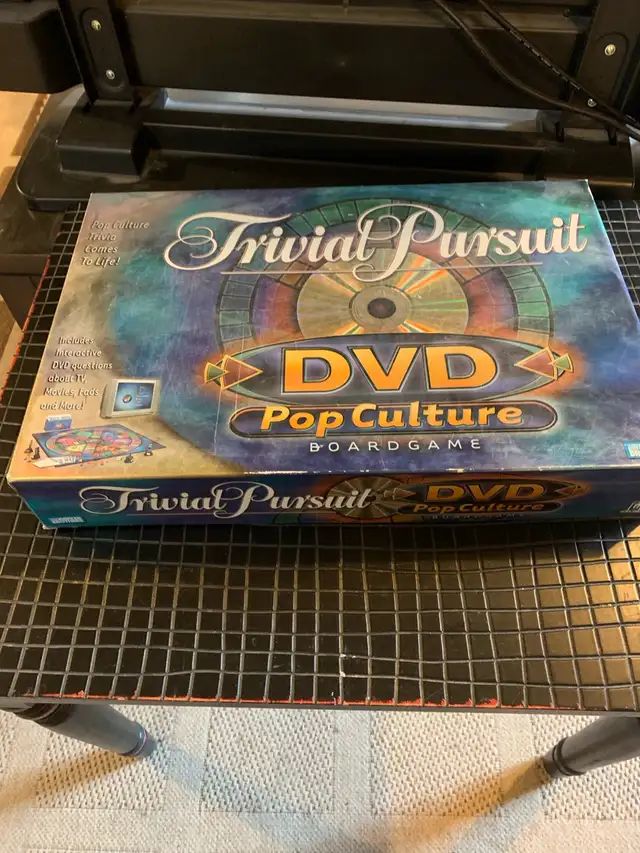 Pop Culture
Trivia
Comes
To Life!
Trivial Pursuit
Includes
Interactive
DVD questions
about TV,
Movies, Fads
and More!
DVD
Pop Culture
BOARDGAME
Trivial Pursuit
DVD
Pop Culture
BOARDGAME